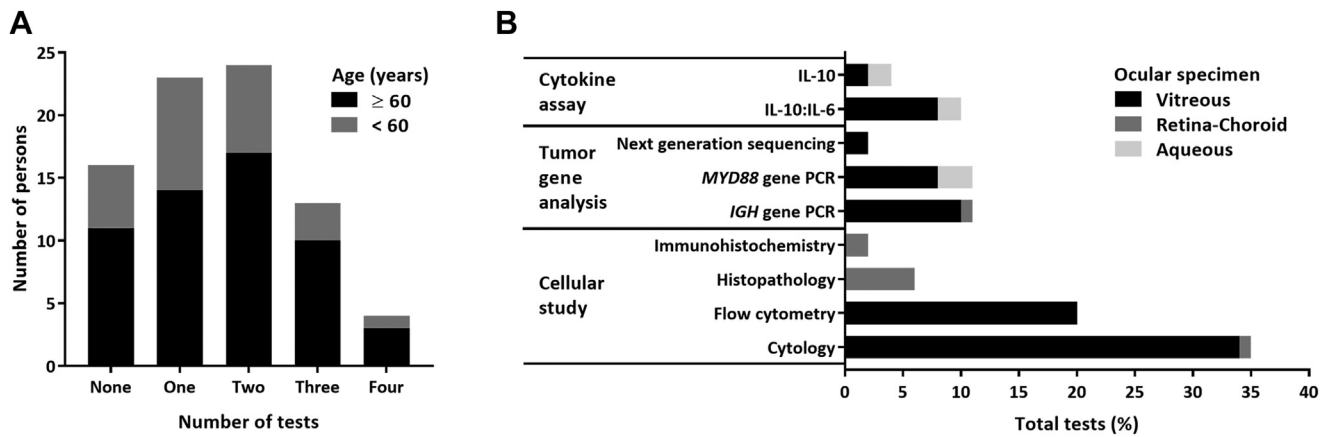 A
25
20
15
10
5
0
Number of persons
Age (years)
≥ 60
< 60
None One Two Three Four
Number of tests
B
Cytokine
assay
Tumor
gene
analysis
Cellular
study
IL-10
IL-10:IL-6
Next generation sequencing
MYD88 gene PCR
IGH gene PCR
Immunohistochemistry
Histopathology
Flow cytometry
Cytology
Ocular specimen
Vitreous
Retina-Choroid
Aqueous
0 5 10 15 20 25 30 35 40
Total tests (%)